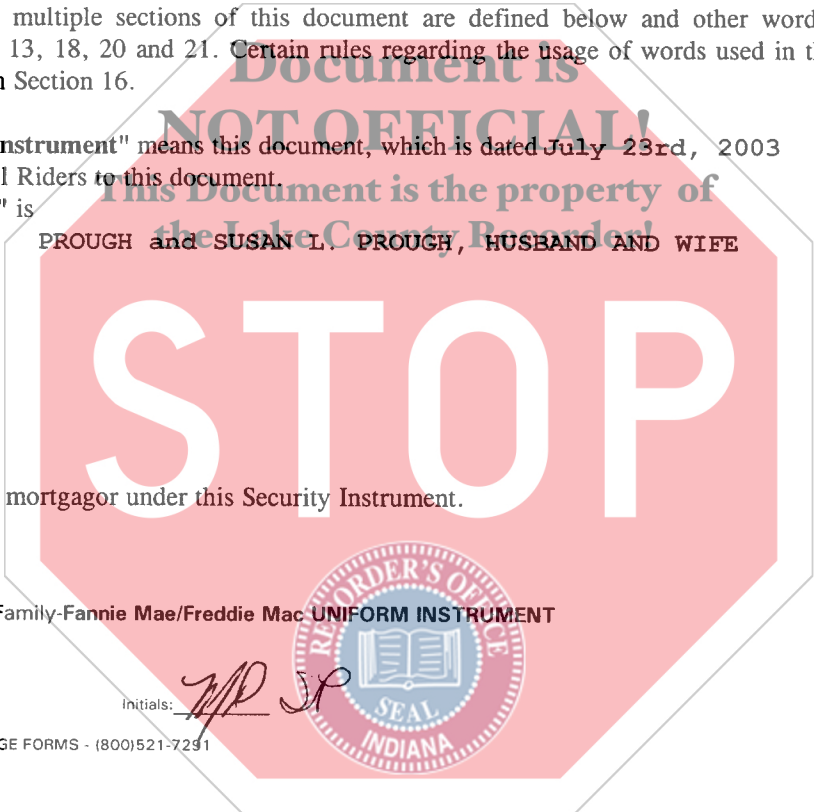 multiple sections of this document are defined below and other word
13, 18, 20 and 21. Certain rules regarding the usage of words used in t
Section 16.
Document is
NOT OFFICIAL!
nstrument" means this document, which is dated July 23rd, 2003
l Riders to this document.
This Document is the property of
" is
the Lake County Recorder!
PROUGH and SUSAN L. PROUGH, HUSBAND AND WIFE
STOP
mortgagor under this Security Instrument.
RECORDER'S OFFICE
Family-Fannie Mae/Freddie Mac UNIFORM INSTRUMENT
Initials: MP SP
SEAL
INDIANA
GE FORMS - (800)521-7291